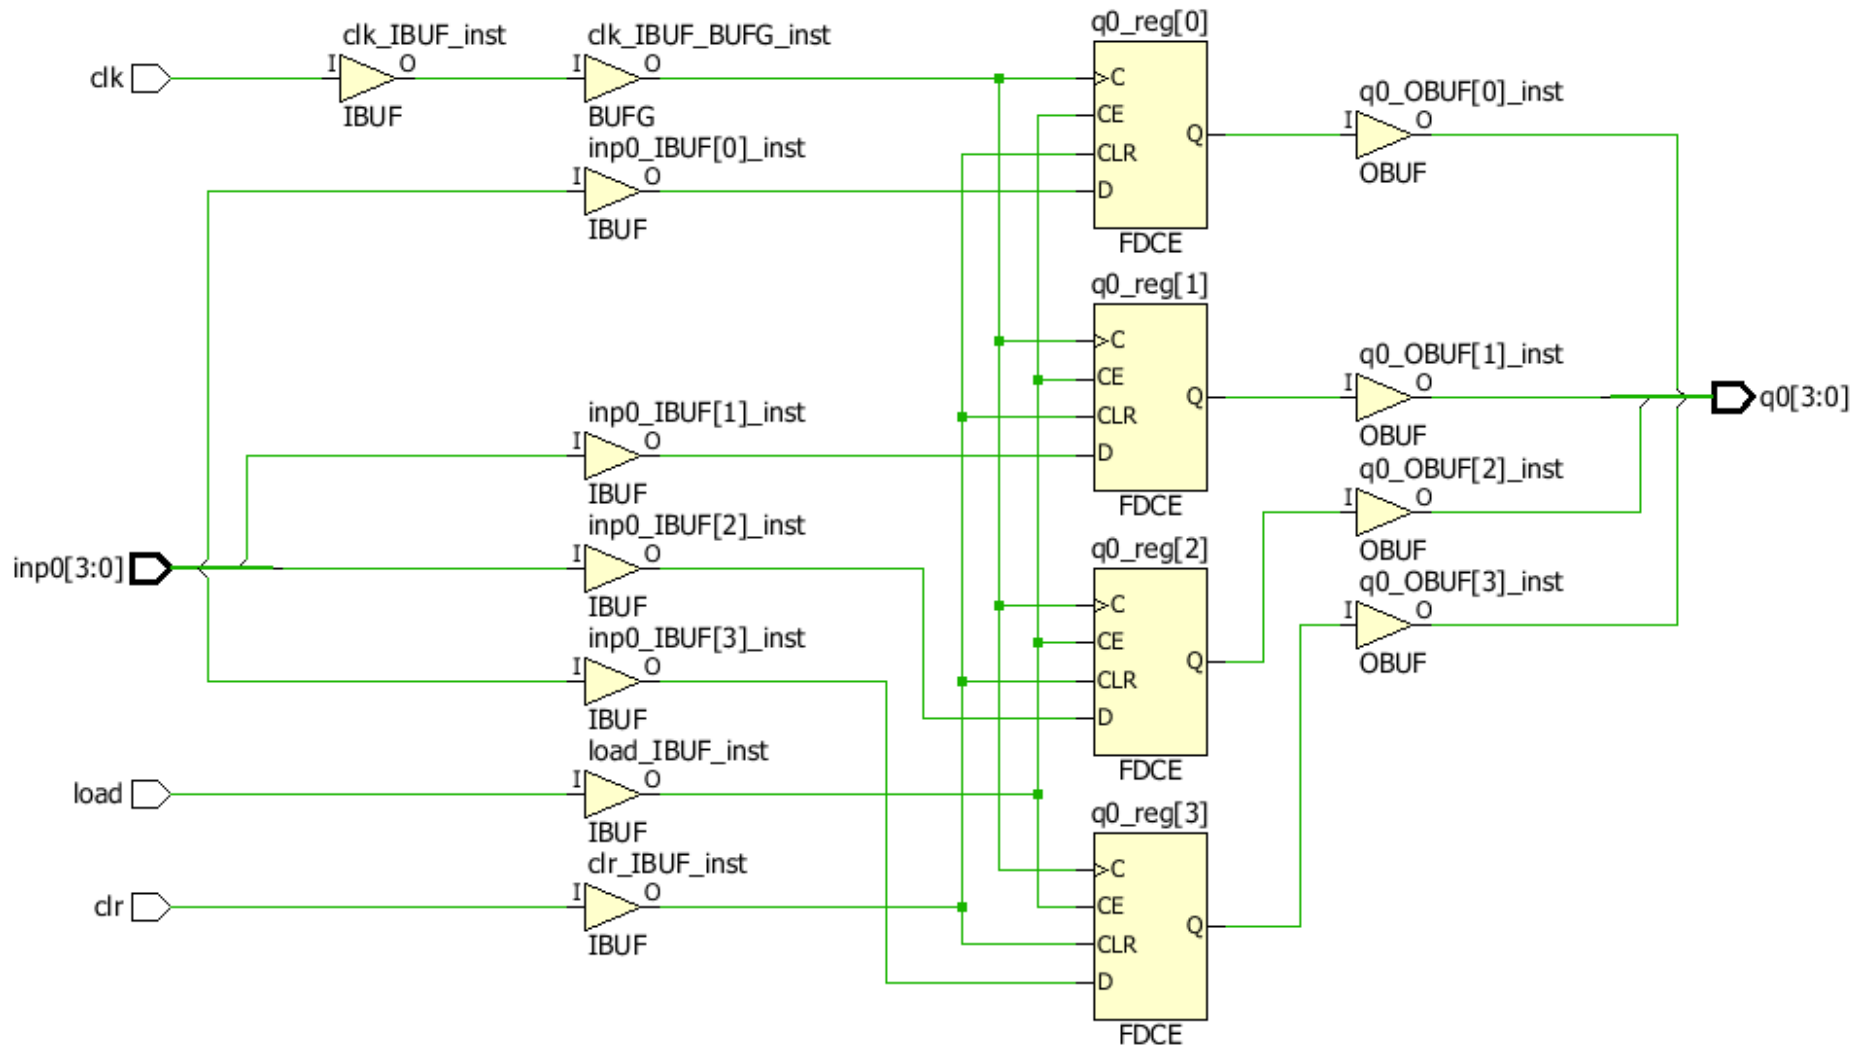 clk
clk_IBUF_inst
I
O
IBUF
clk_IBUF_BUFG_inst
I
O
BUFG
inp0_IBUF[0]_inst
I
O
IBUF
inp0_IBUF[1]_inst
I
O
IBUF
inp0[3:0]
inp0_IBUF[2]_inst
I
O
IBUF
inp0_IBUF[3]_inst
I
O
IBUF
load
load_IBUF_inst
I
O
IBUF
clr
clr_IBUF_inst
I
O
IBUF
q0_reg[0]
C
CE
CLR
D
Q
FDCE
q0_reg[1]
C
CE
CLR
D
Q
FDCE
q0_reg[2]
C
CE
CLR
D
Q
FDCE
q0_reg[3]
C
CE
CLR
D
Q
FDCE
q0_OBUF[0]_inst
I
O
OBUF
q0_OBUF[1]_inst
I
O
OBUF
q0_OBUF[2]_inst
I
O
OBUF
q0_OBUF[3]_inst
I
O
OBUF
q0[3:0]